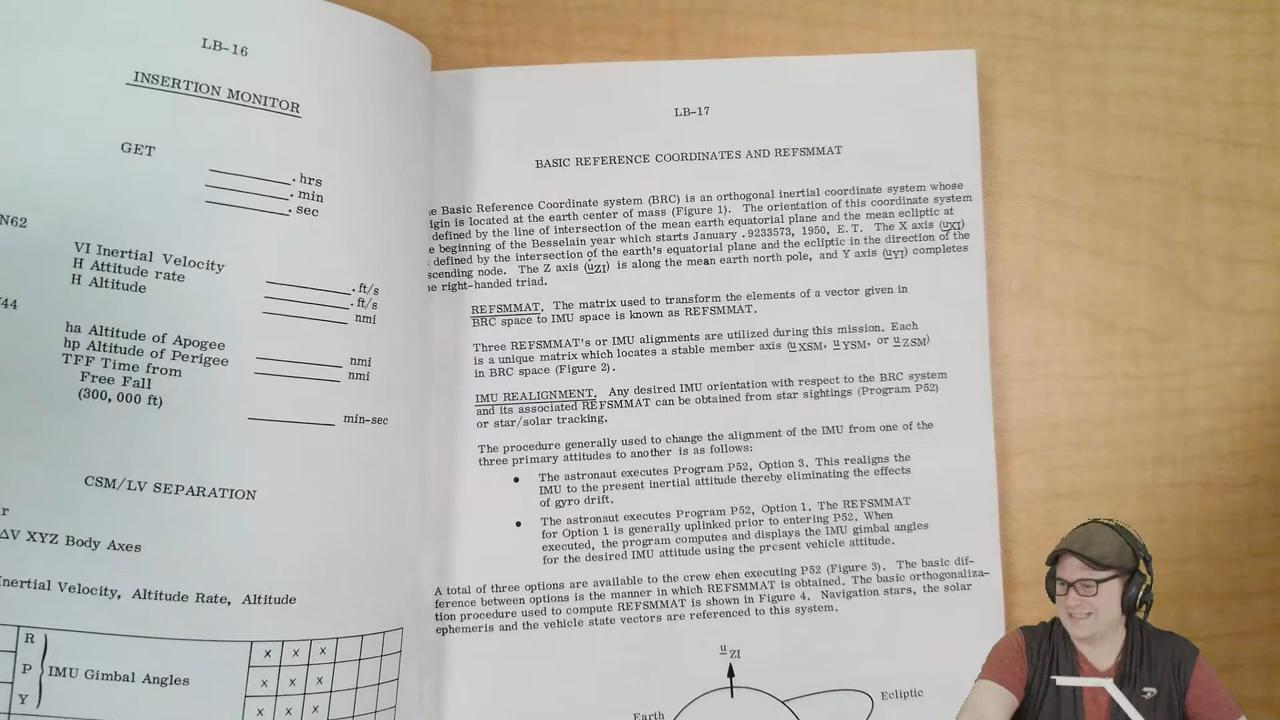 LB-16
INSERTION MONITOR
GET
. hrs
. min
. sec
N62
VI Inertial Velocity
. ft/s
H Attitude rate
. ft/s
H Altitude
nmi
44
ha Altitude of Apogee
nmi
hp Altitude of Perigee
nmi
TFF Time from
Free Fall
(300, 000 ft)
min-sec
CSM/LV SEPARATION
r
ΔV XYZ Body Axes
Inertial Velocity, Altitude Rate, Altitude
R
P
Y
IMU Gimbal Angles
x x x
x x x
x x x
LB-17
BASIC REFERENCE COORDINATES AND REFSMMAT
e Basic Reference Coordinate system (BRC) is an orthogonal inertial coordinate system whose
igin is located at the earth center of mass (Figure 1). The orientation of this coordinate system
defined by the line of intersection of the mean earth equatorial plane and the mean ecliptic at
e beginning of the Besselain year which starts January .9233573, 1950, E.T. The X axis (uXI)
defined by the intersection of the earth's equatorial plane and the ecliptic in the direction of the
scending node. The Z axis (uZI) is along the mean earth north pole, and Y axis (uYI) completes
e right-handed triad.
REFSMMAT. The matrix used to transform the elements of a vector given in
BRC space to IMU space is known as REFSMMAT.
Three REFSMMAT's or IMU alignments are utilized during this mission. Each
is a unique matrix which locates a stable member axis (u XSM, u YSM, or u ZSM)
in BRC space (Figure 2).
IMU REALIGNMENT. Any desired IMU orientation with respect to the BRC system
and its associated REFSMMAT can be obtained from star sightings (Program P52)
or star/solar tracking.
The procedure generally used to change the alignment of the IMU from one of the
three primary attitudes to another is as follows:
• The astronaut executes Program P52, Option 3. This realigns the
IMU to the present inertial attitude thereby eliminating the effects
of gyro drift.
• The astronaut executes Program P52, Option 1. The REFSMMAT
for Option 1 is generally uplinked prior to entering P52. When
executed, the program computes and displays the IMU gimbal angles
for the desired IMU attitude using the present vehicle attitude.
A total of three options are available to the crew ehen executing P52 (Figure 3). The basic dif-
ference between options is the manner in which REFSMMAT is obtained. The basic orthogonaliza-
tion procedure used to compute REFSMMAT is shown in Figure 4. Navigation stars, the solar
ephemeris and the vehicle state vectors are referenced to this system.
u ZI
Ecliptic
Earth